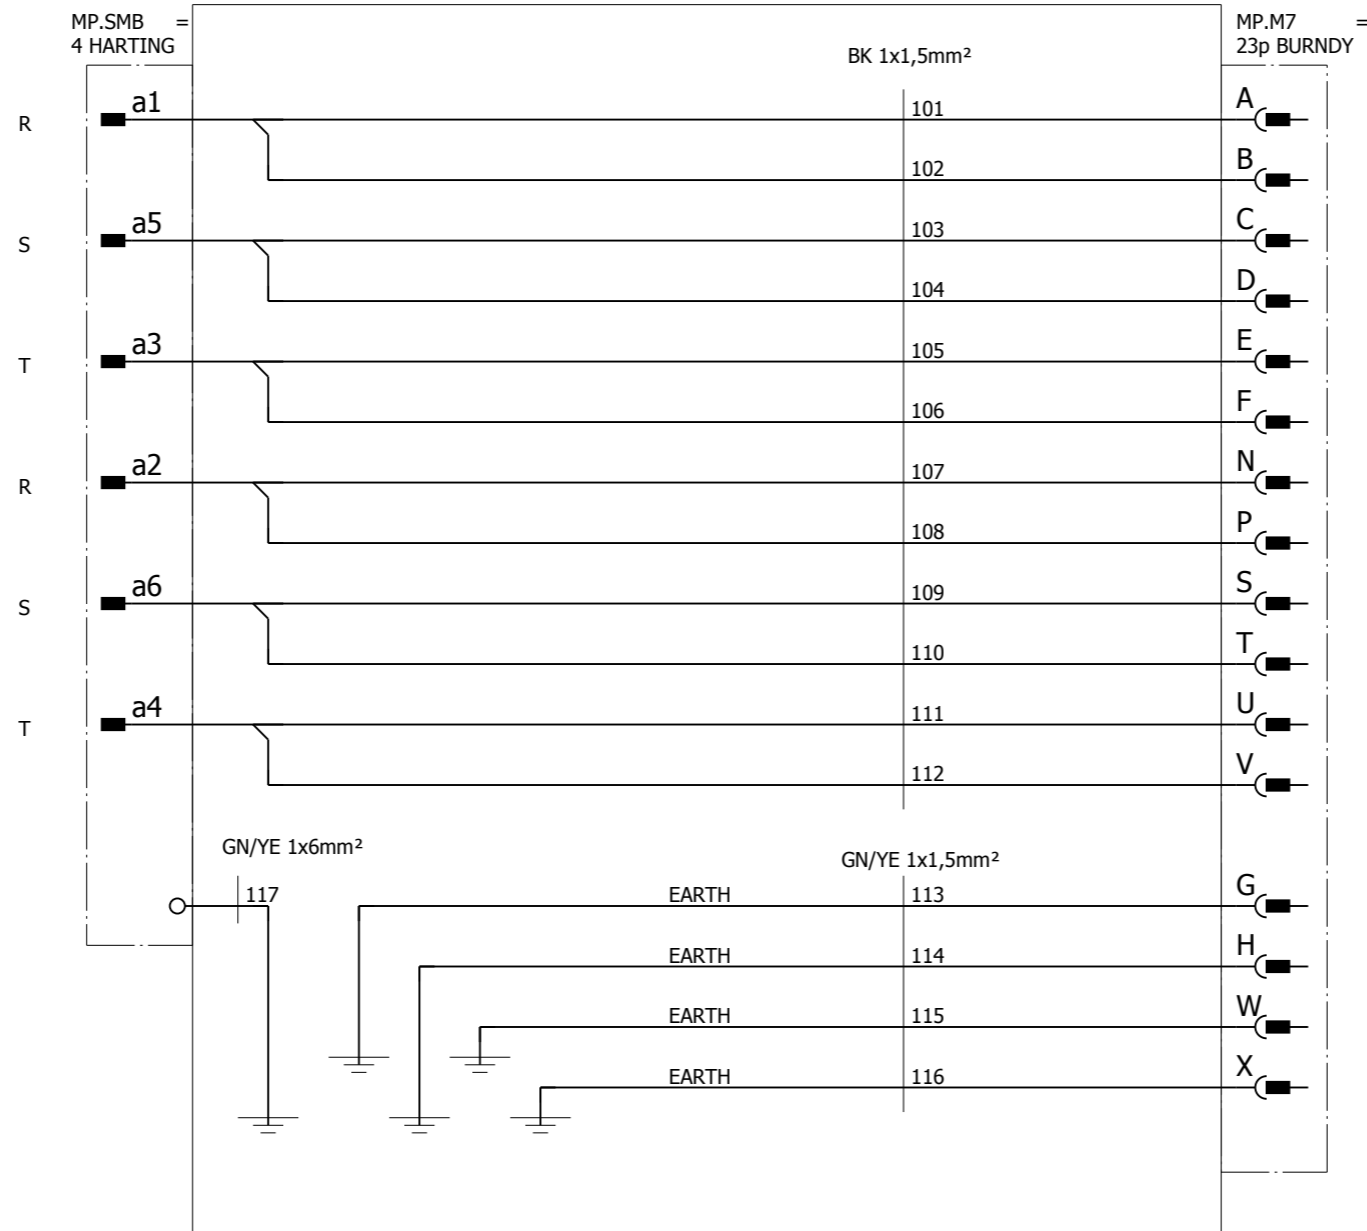 MP.SMB =
4 HARTING
MP.M7 =
23p BURNDY
BK 1x1,5mm²
R a1 101 A
102 B
S a5 103 C
104 D
T a3 105 E
106 F
R a2 107 N
108 P
S a6 109 S
110 T
T a4 111 U
112 V
GN/YE 1x6mm²
GN/YE 1x1,5mm²
117 EARTH 113 G
EARTH 114 H
EARTH 115 W
EARTH 116 X